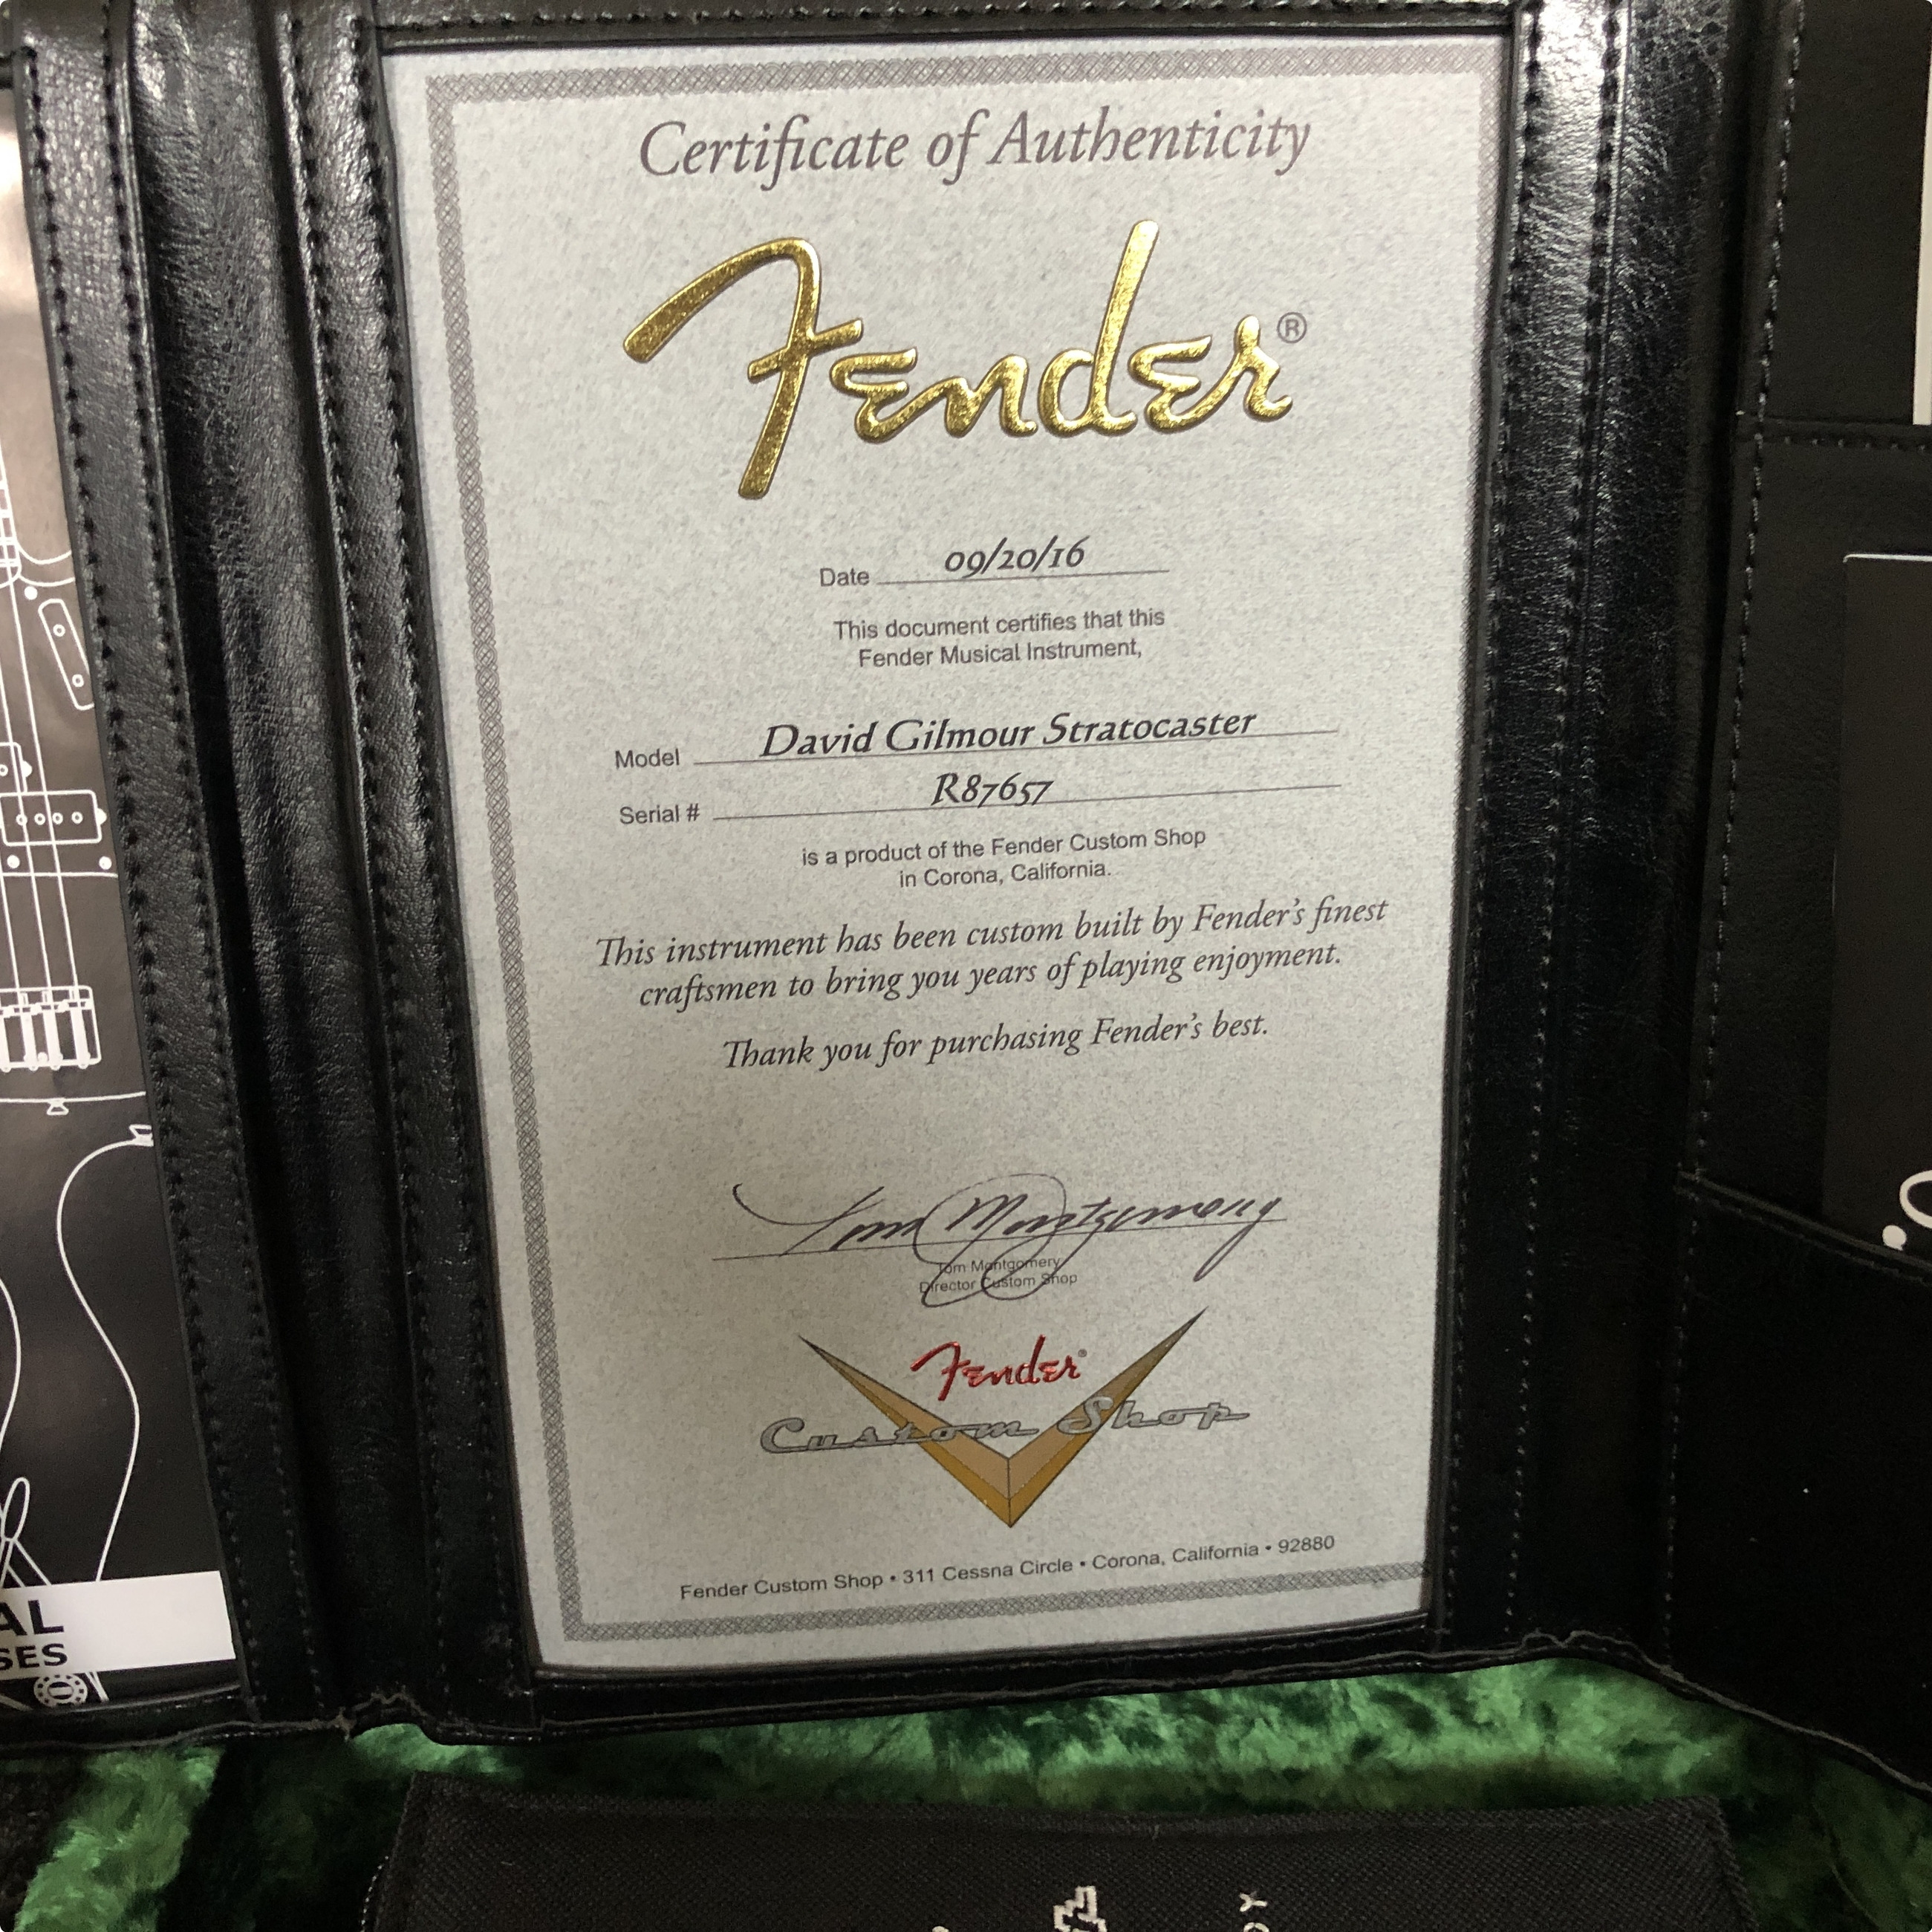 Certificate of Authenticity
Fender®
Date 09/20/16
This document certifies that this
Fender Musical Instrument,
Model David Gilmour Stratocaster
Serial # R87657
is a product of the Fender Custom Shop
in Corona, California.
This instrument has been custom built by Fender's finest
craftsmen to bring you years of playing enjoyment.
Thank you for purchasing Fender's best.
Tom Montgomery
Tom Montgomery
Director Custom Shop
Fender®
Custom Shop
Fender Custom Shop • 311 Cessna Circle • Corona, California • 92880
AL
SES